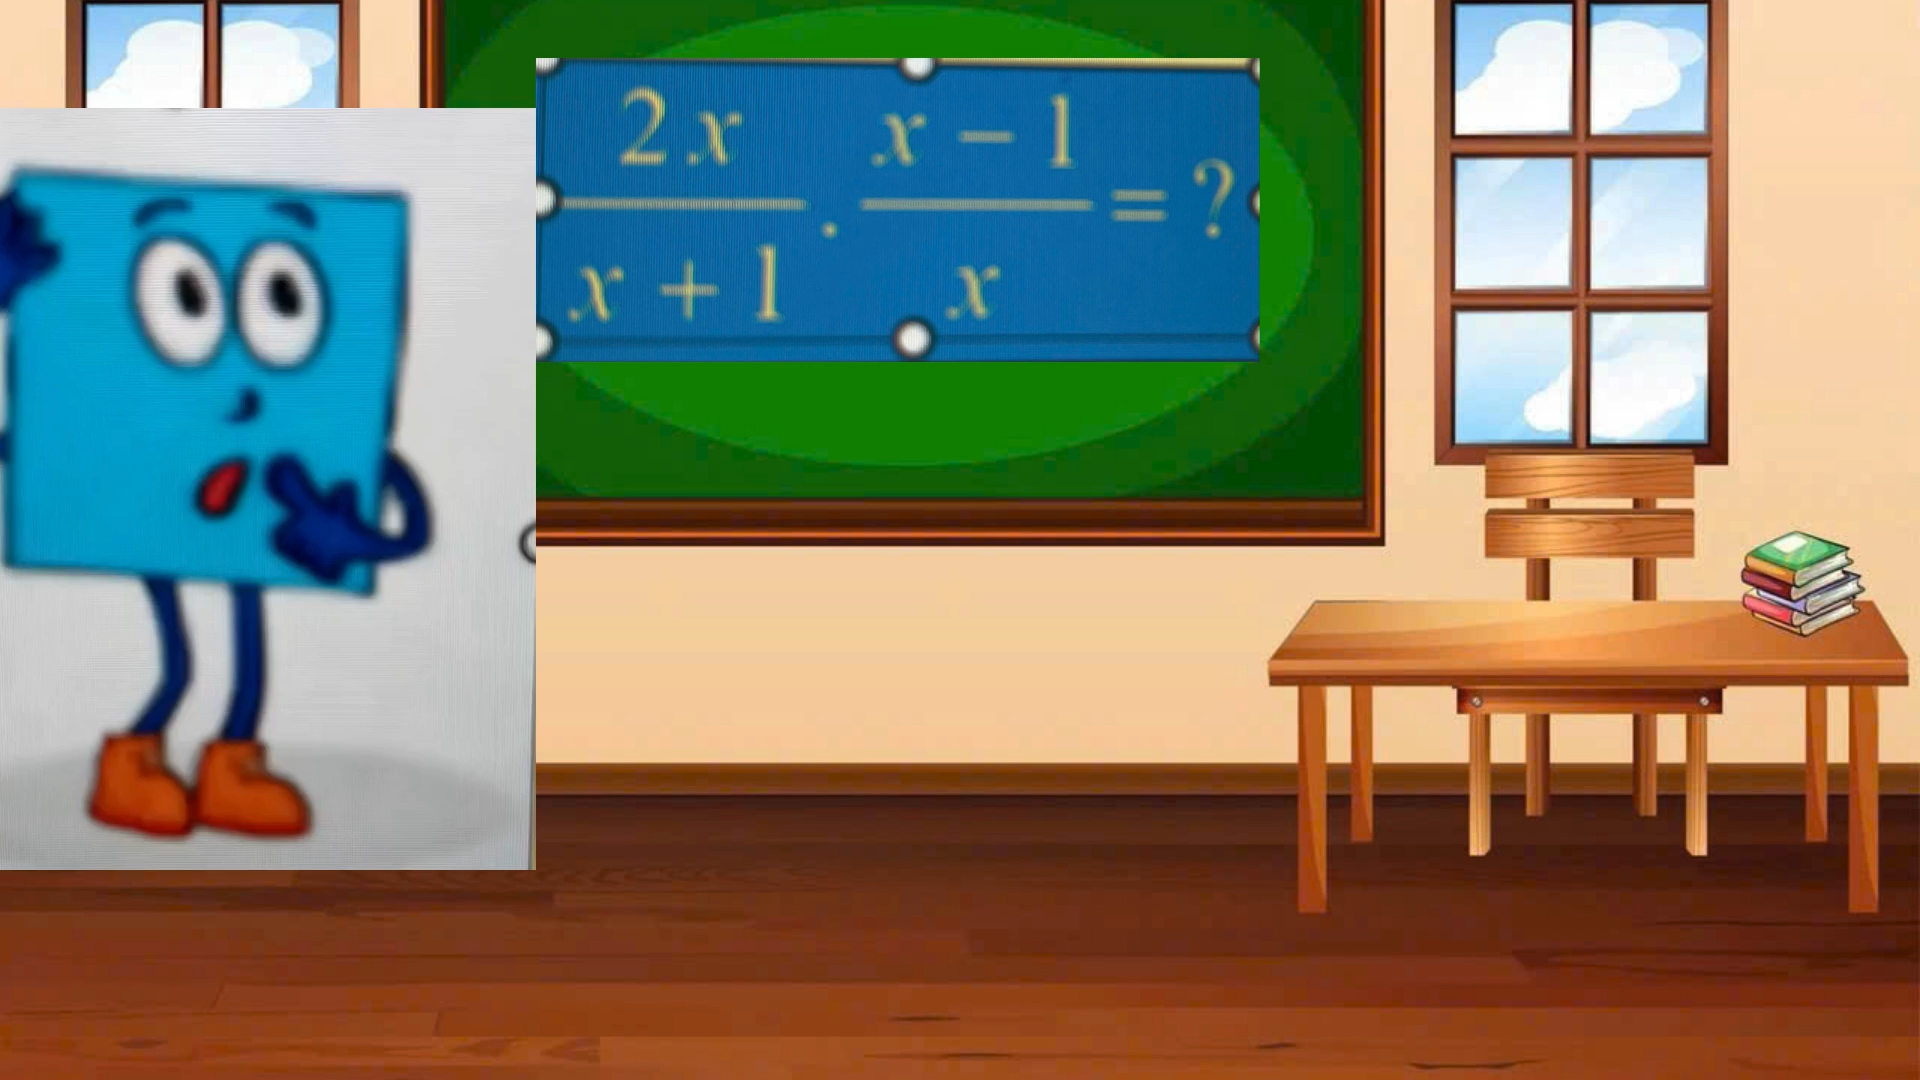 2x/(x + 1) . (x − 1)/x = ?